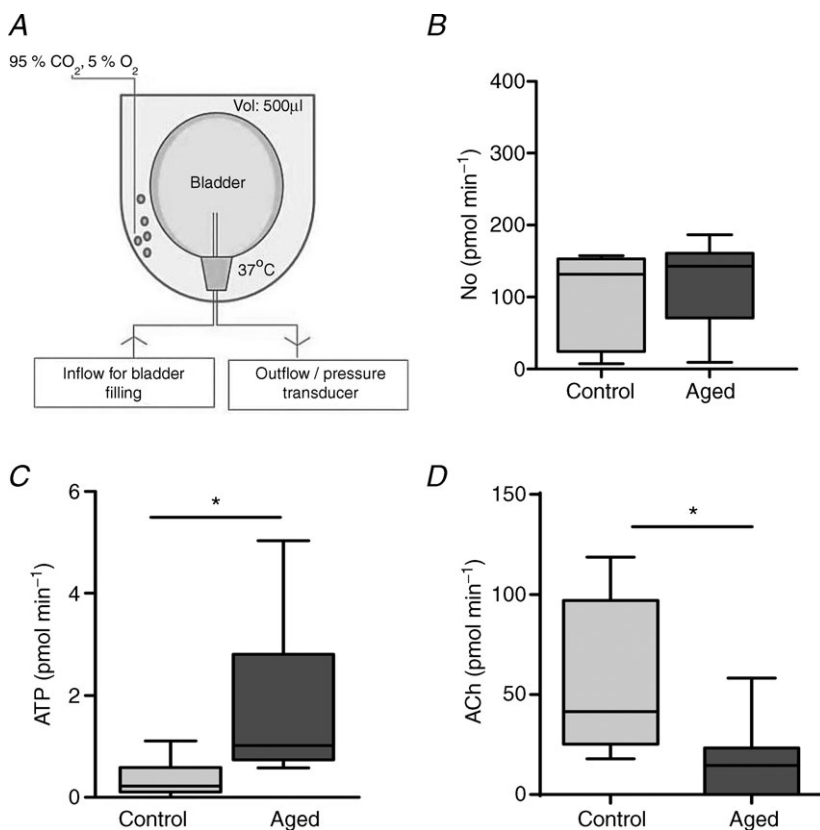 A
95 % CO₂, 5 % O₂
Vol: 500µl
Bladder
37°C
Inflow for bladder
filling
Outflow / pressure
transducer
B
No (pmol min⁻¹)
400
300
200
100
0
Control Aged
C
ATP (pmol min⁻¹)
6
4
2
0
*
Control Aged
D
ACh (pmol min⁻¹)
150
100
50
0
*
Control Aged